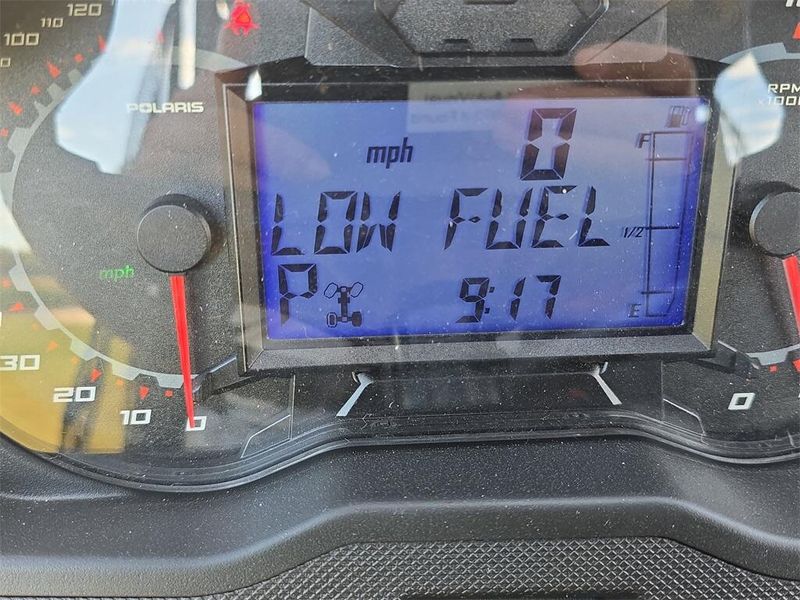 120
110
100
POLARIS
RPM
x1000
mph 0
F
LOW FUEL
1/2
mph
P 9:17
E
30
20
10
0
0